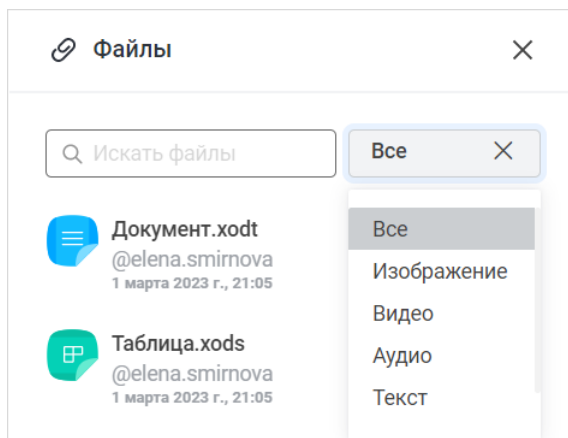 Файлы
Искать файлы
Все
Документ.xodt
@elena.smirnova
1 марта 2023 г., 21:05
Таблица.xods
@elena.smirnova
1 марта 2023 г., 21:05
Все
Изображение
Видео
Аудио
Текст